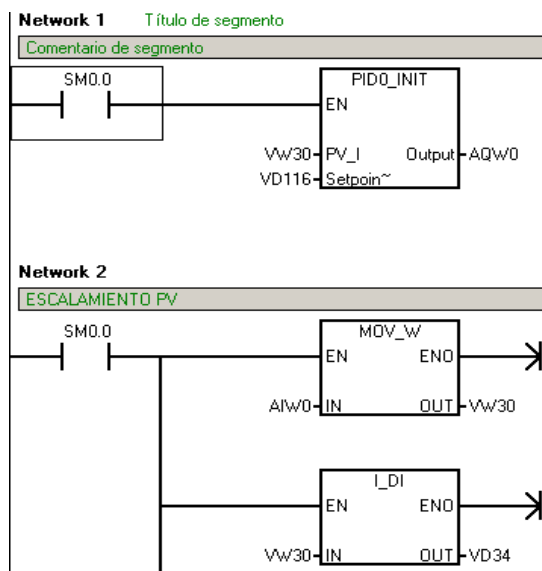 Network 1 Título de segmento
Comentario de segmento
SM0.0
PID0_INIT
EN
VW30 PV_I Output AQW0
VD116 Setpoin~
Network 2
ESCALAMIENTO PV
SM0.0
MOV_W
EN ENO
AIW0 IN OUT VW30
I_DI
EN ENO
VW30 IN OUT VD34